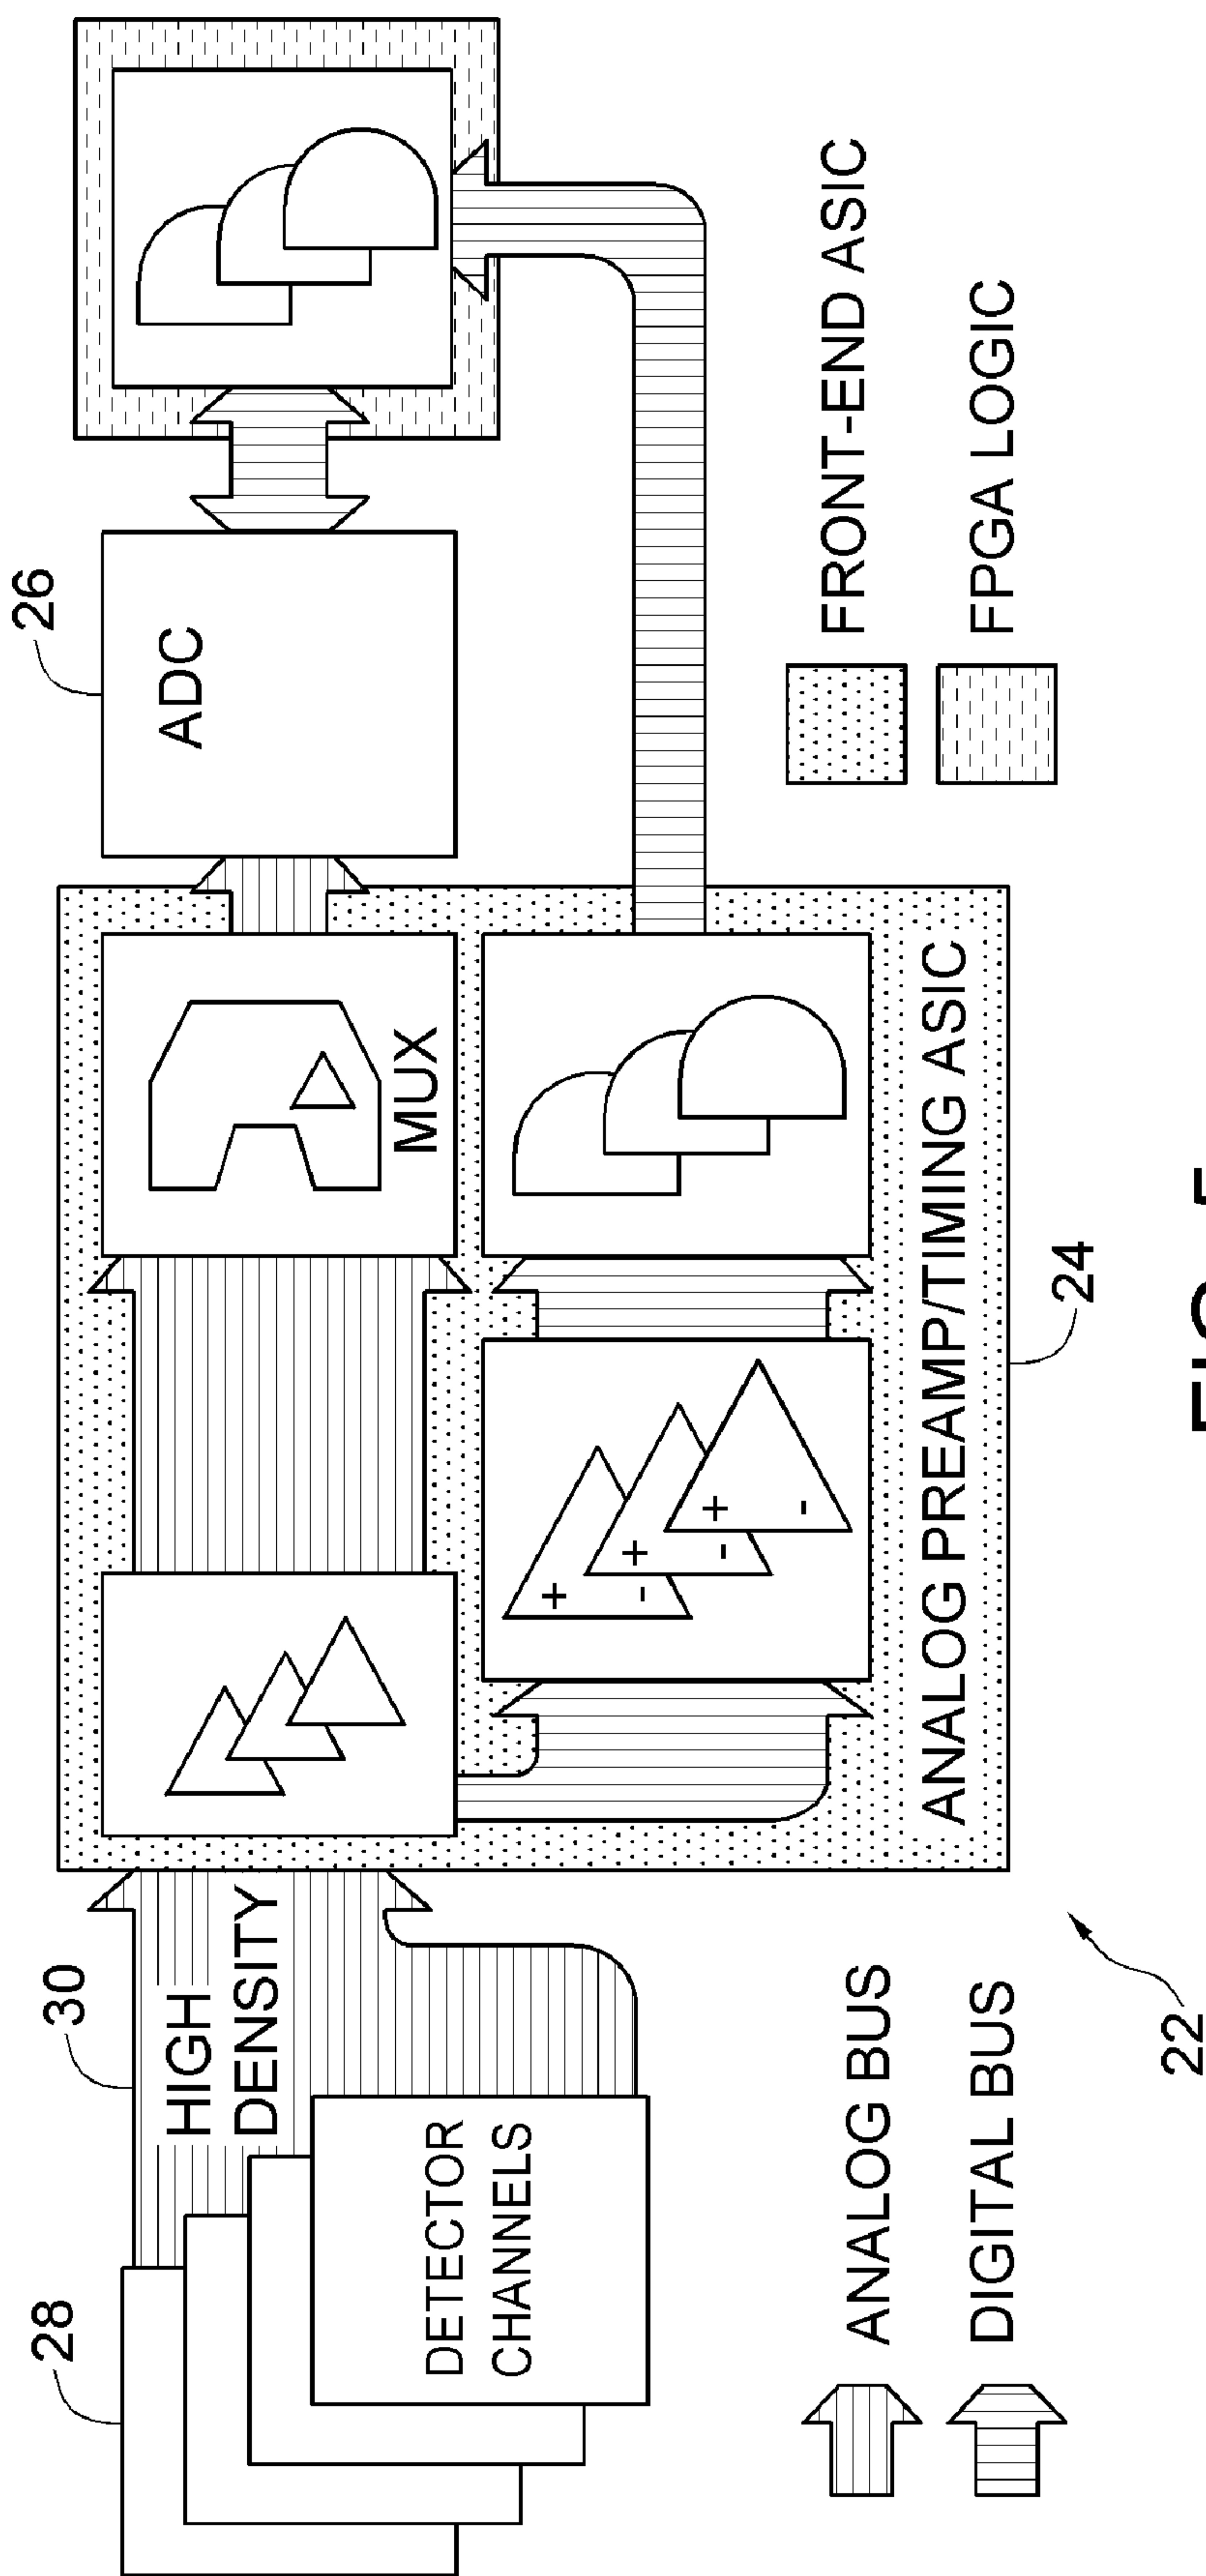 28
30
26
HIGH
DENSITY
DETECTOR
CHANNELS
MUX
ADC
+
-
+
-
+
-
ANALOG PREAMP/TIMING ASIC
24
ANALOG BUS
DIGITAL BUS
22
FRONT-END ASIC
FPGA LOGIC